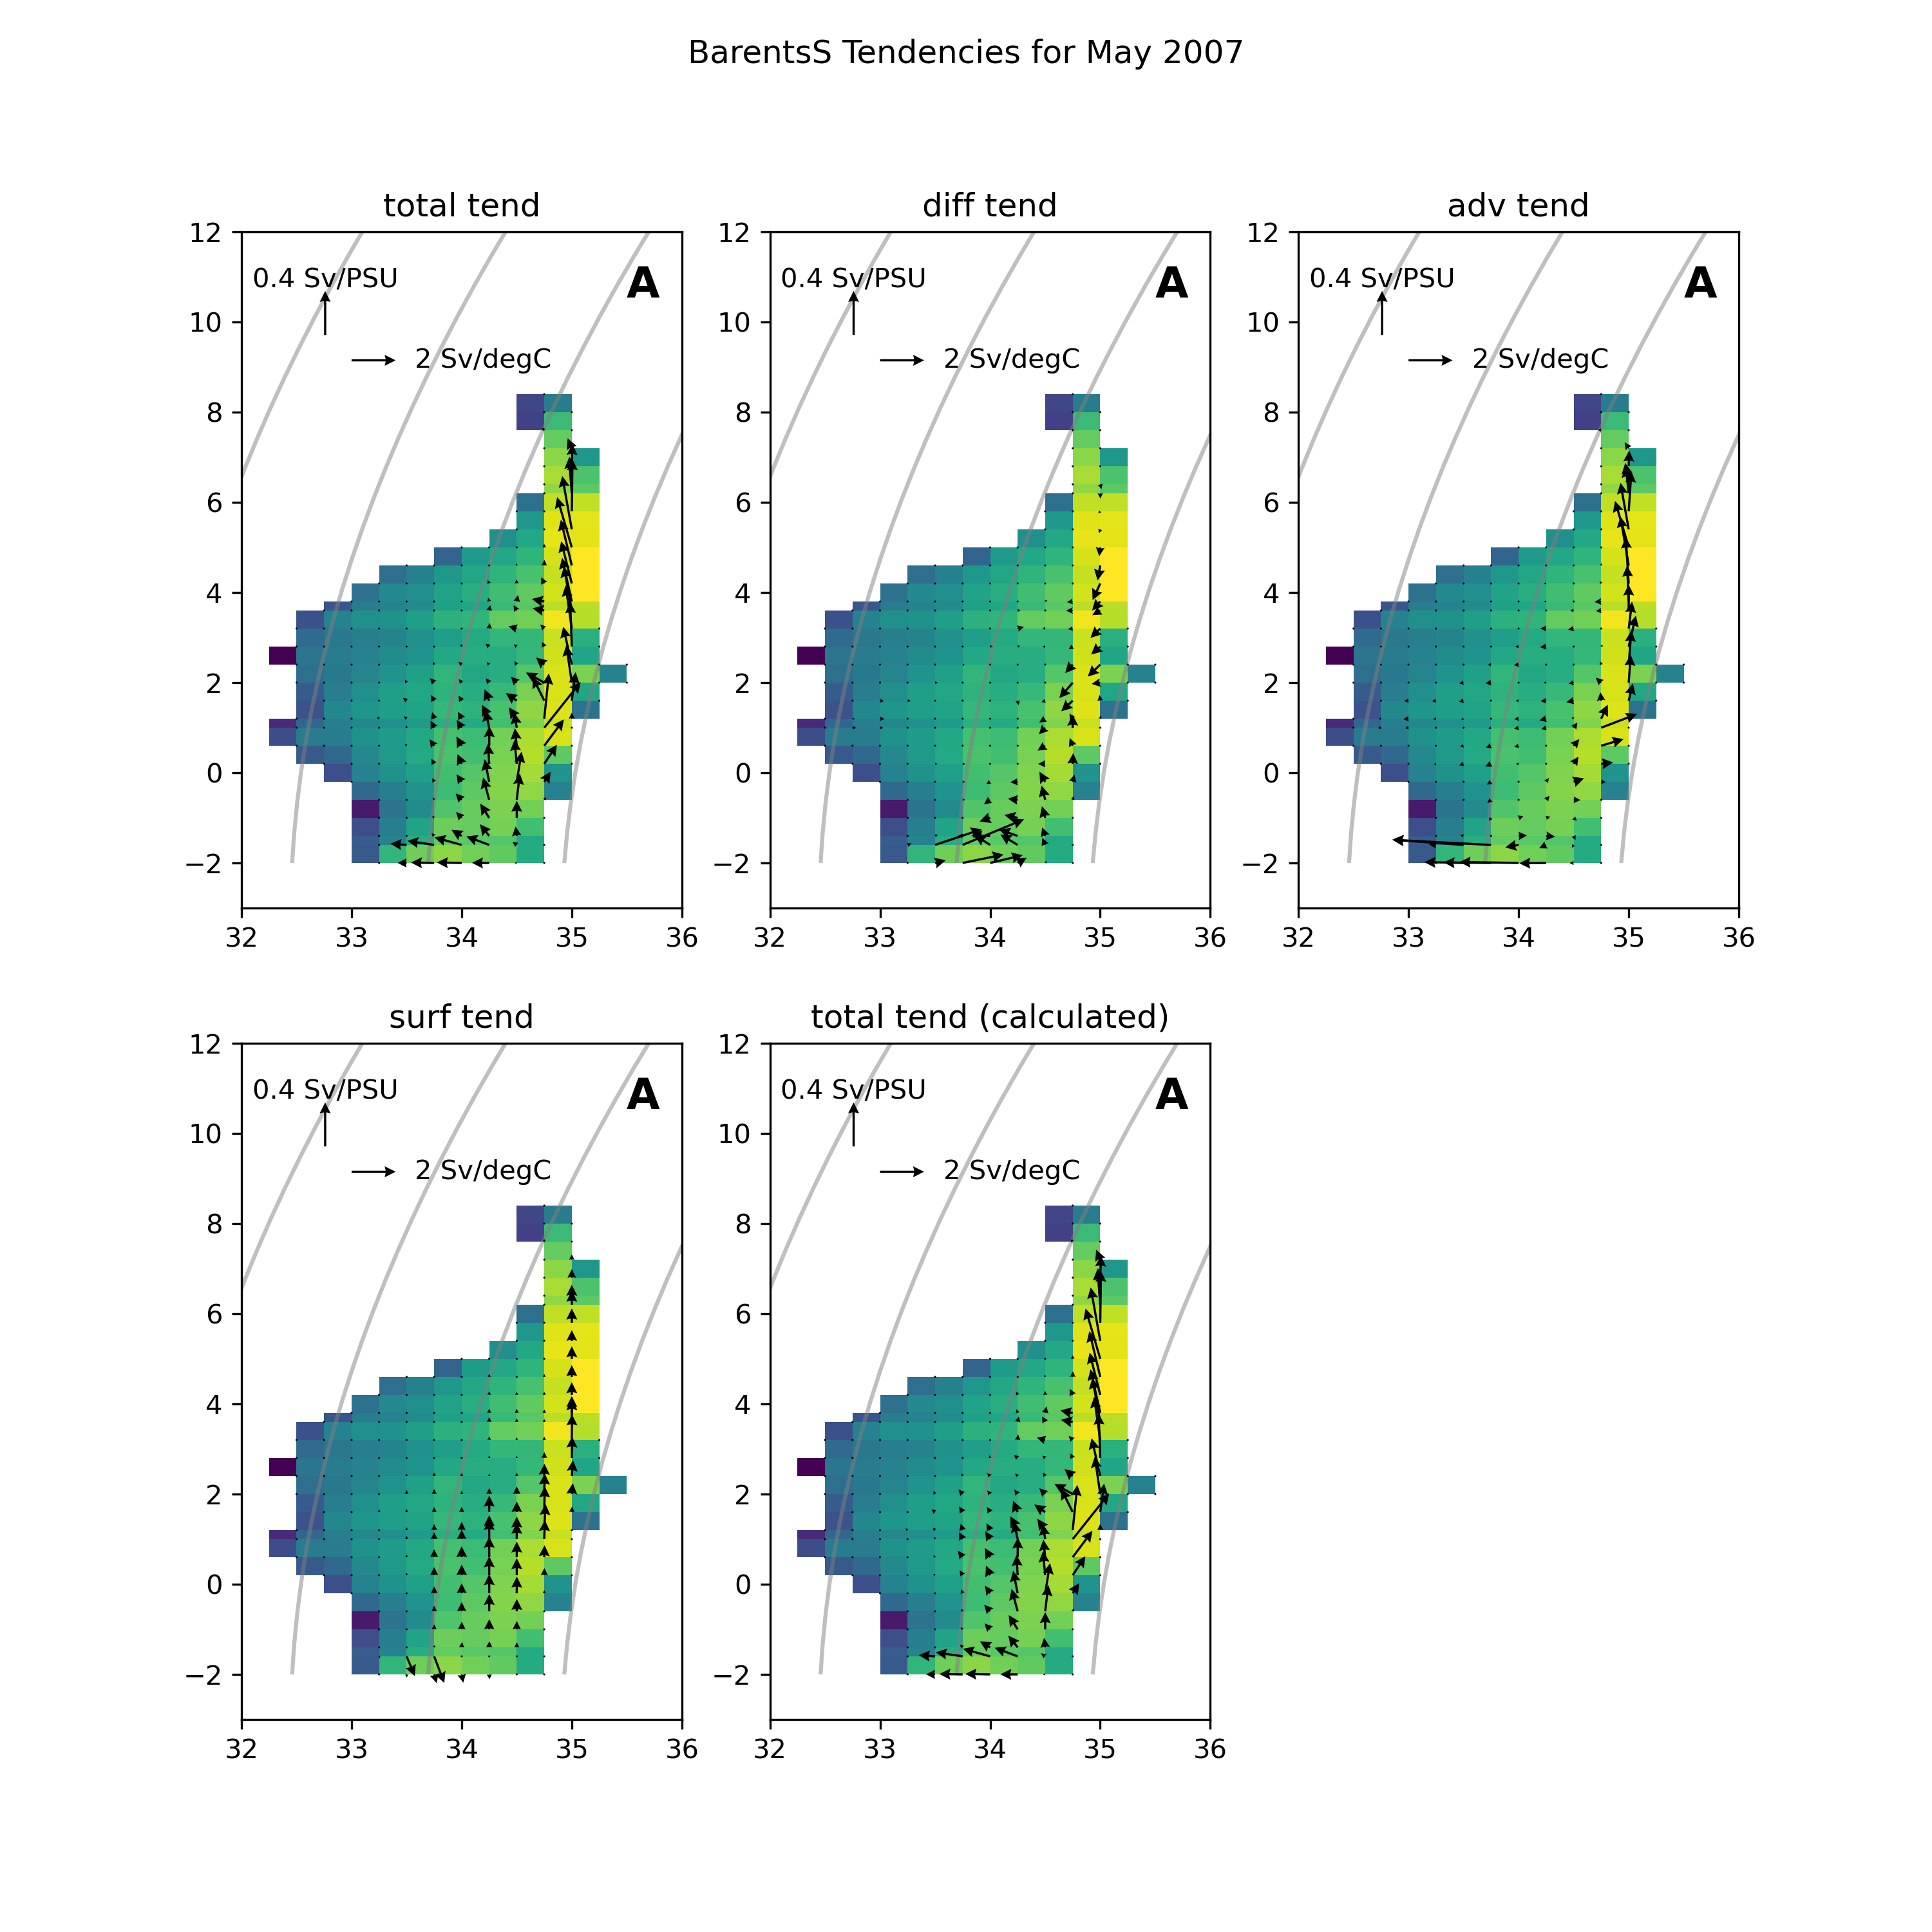 BarentsS Tendencies for May 2007
total tend
12
10
8
6
4
2
0
−2
0.4 Sv/PSU
A
2 Sv/degC
32 33 34 35 36
diff tend
12
10
8
6
4
2
0
−2
0.4 Sv/PSU
A
2 Sv/degC
32 33 34 35 36
adv tend
12
10
8
6
4
2
0
−2
0.4 Sv/PSU
A
2 Sv/degC
32 33 34 35 36
surf tend
12
10
8
6
4
2
0
−2
0.4 Sv/PSU
A
2 Sv/degC
32 33 34 35 36
total tend (calculated)
12
10
8
6
4
2
0
−2
0.4 Sv/PSU
A
2 Sv/degC
32 33 34 35 36